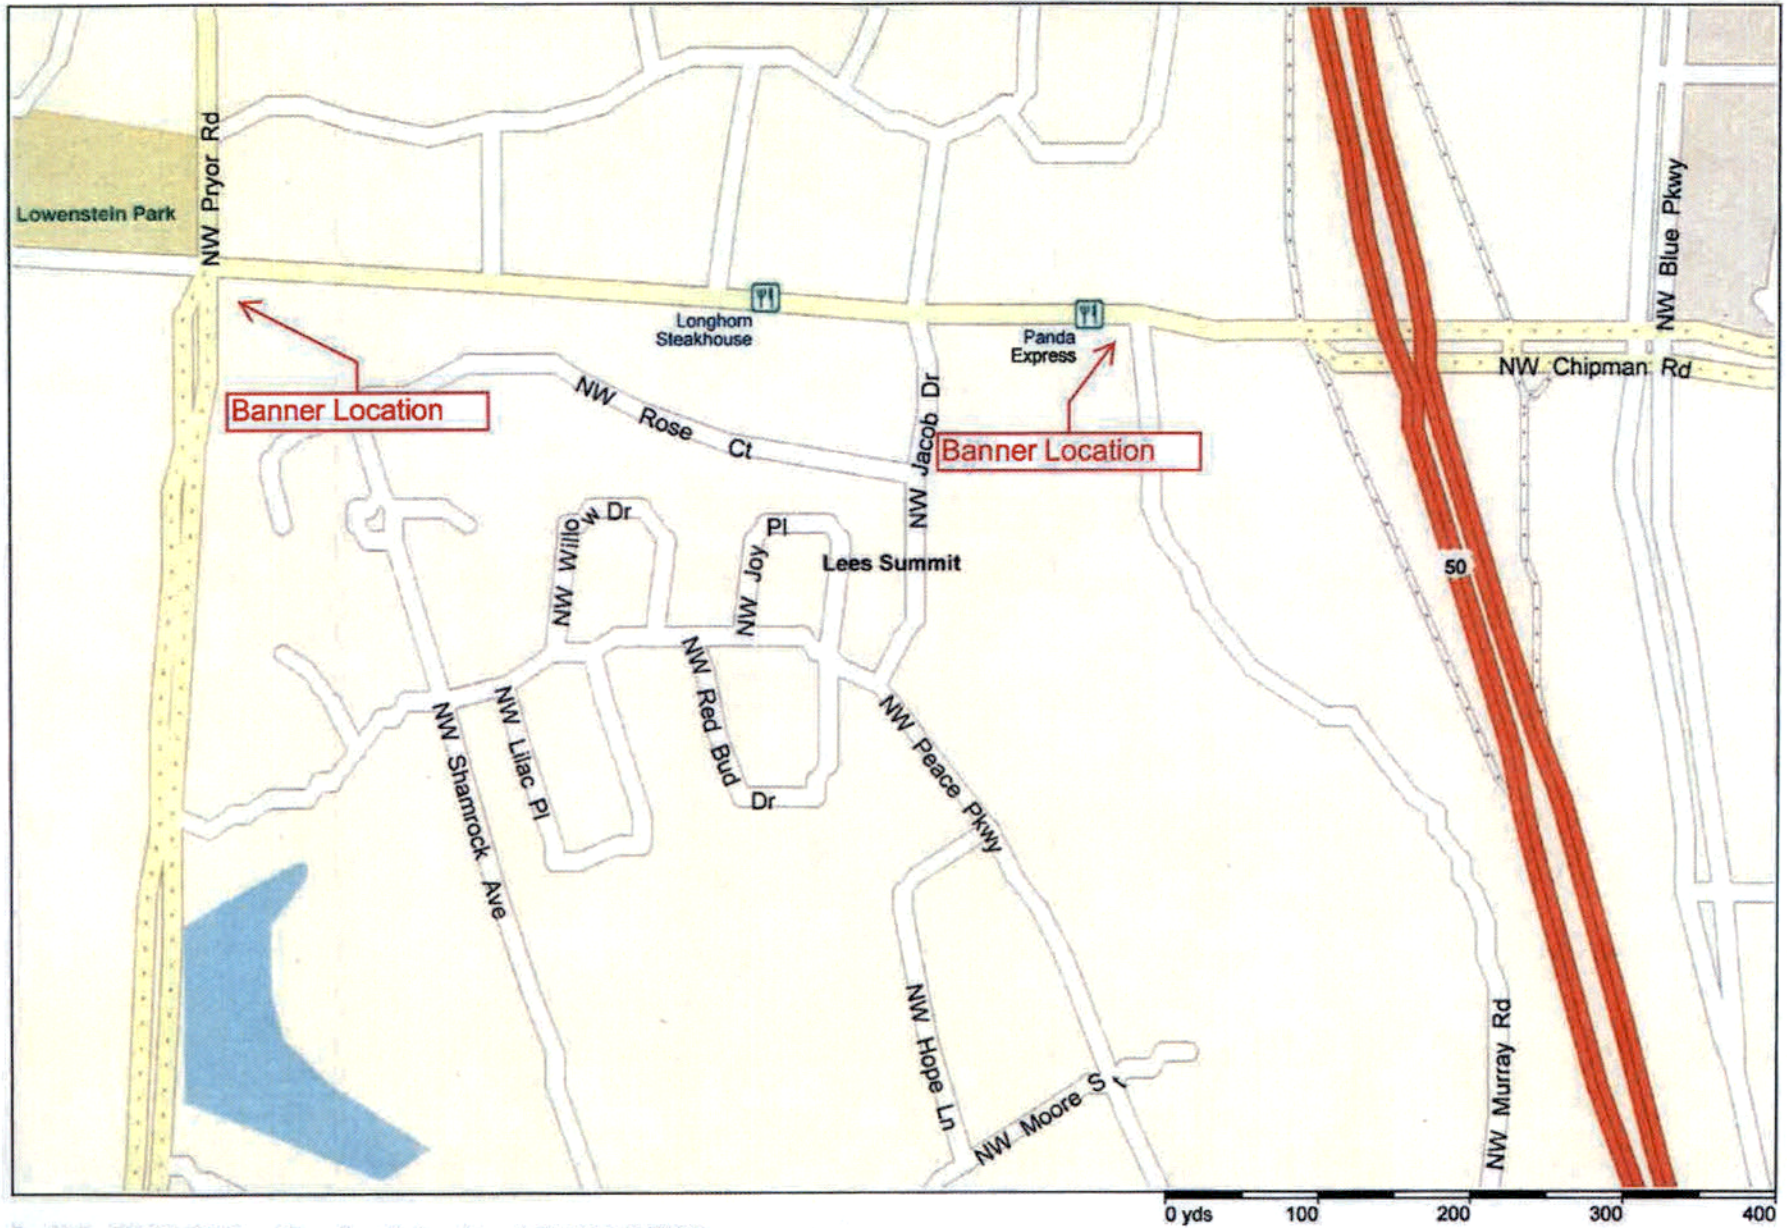 NW Pryor Rd
Lowenstein Park
NW Blue Pkwy
Longhorn
Steakhouse
Panda
Express
NW Chipman Rd
Banner Location
NW Rose Ct
NW Jacob Dr
Banner Location
NW Willow Dr
NW Joy Pl
Lees Summit
50
NW Red Bud Dr
NW Lilac Pl
NW Shamrock Ave
NW Peace Pkwy
NW Hope Ln
NW Moore S
NW Murray Rd
0 yds 100 200 300 400